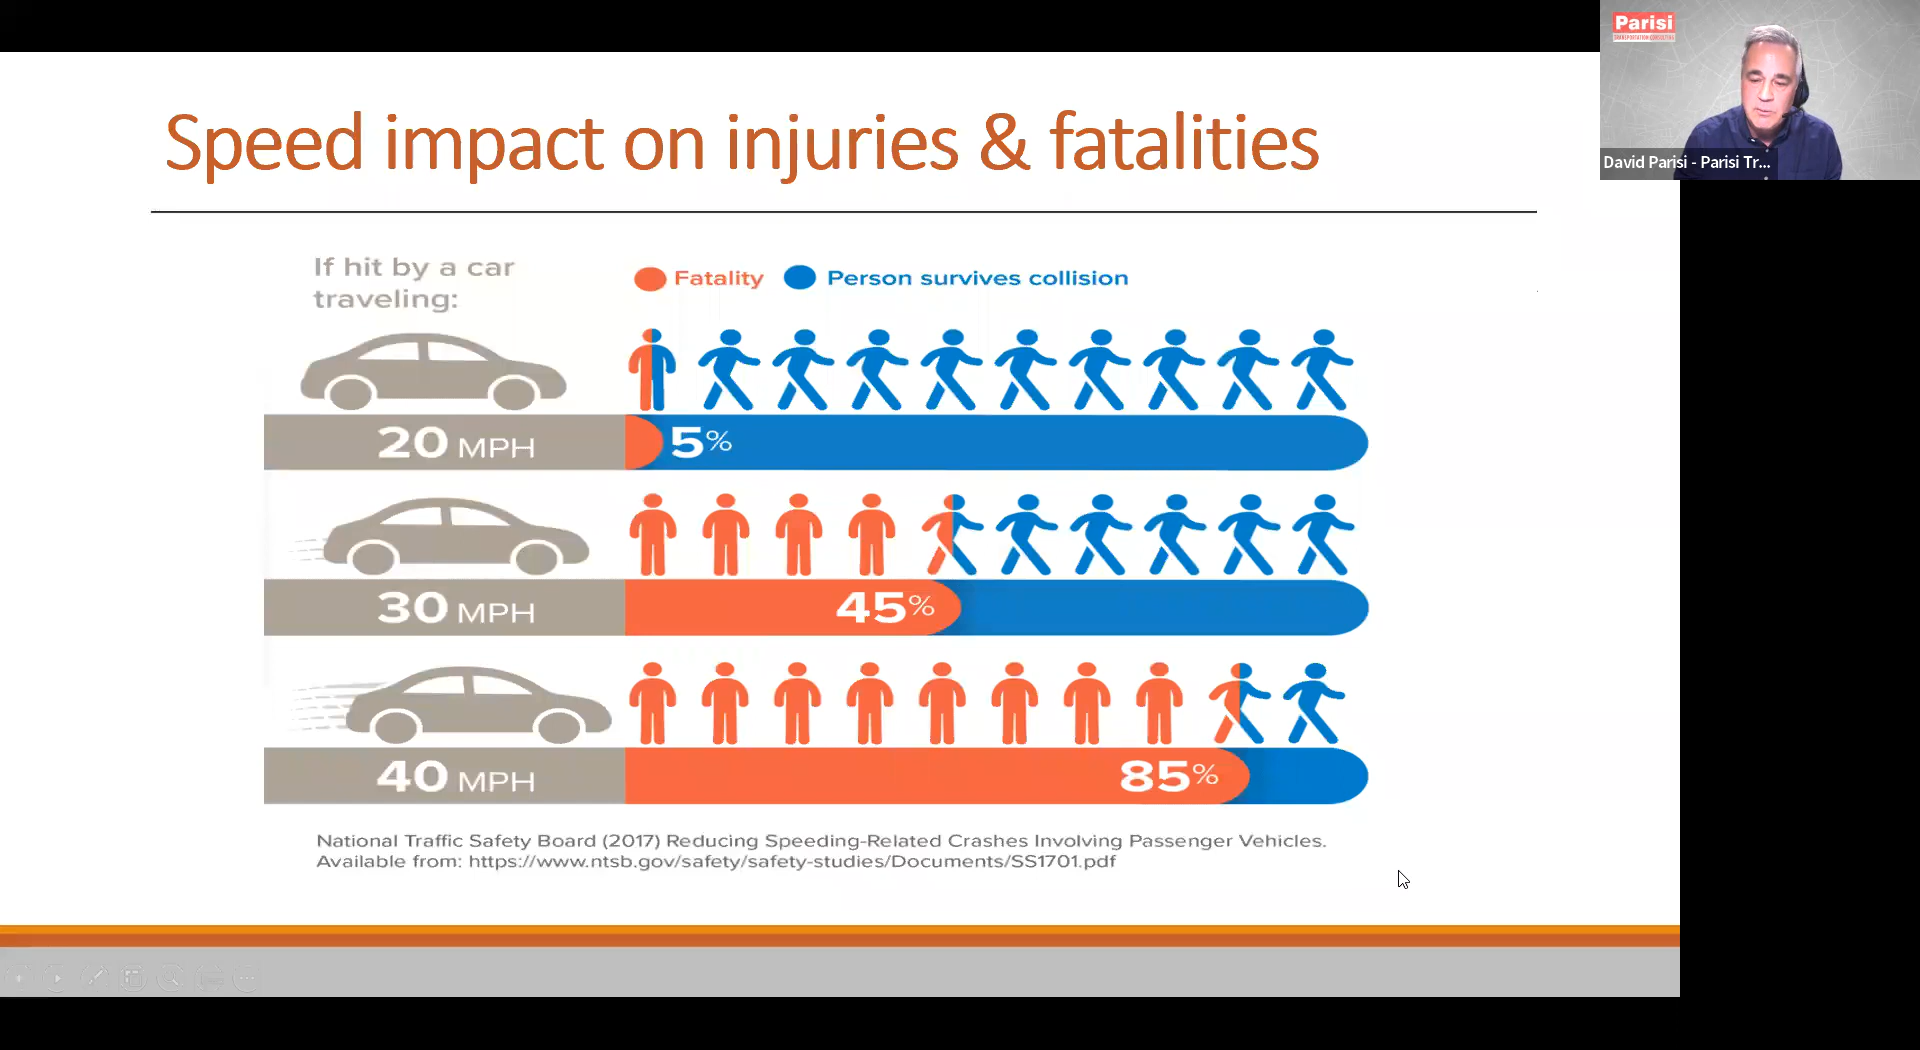 Parisi
TRANSPORTATION CONSULTING
David Parisi - Parisi Tr...
Speed impact on injuries & fatalities
If hit by a car
traveling:
Fatality
Person survives collision
20 MPH
5%
30 MPH
45%
40 MPH
85%
National Traffic Safety Board (2017) Reducing Speeding-Related Crashes Involving Passenger Vehicles.
Available from: https://www.ntsb.gov/safety/safety-studies/Documents/SS1701.pdf